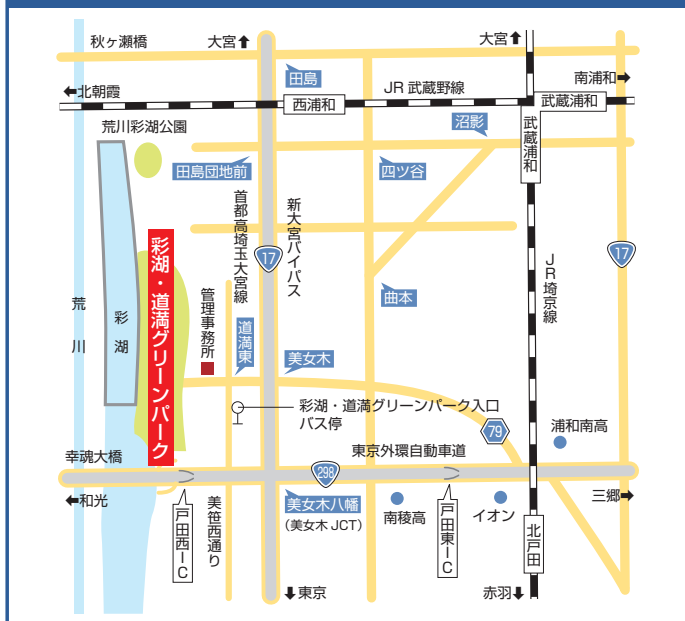 秋ヶ瀬橋
大宮↑
大宮↑
田島
南浦和→
←北朝霞
JR武蔵野線
西浦和
武蔵浦和
荒川彩湖公園
沼影
武蔵浦和
田島団地前
四ツ谷
首都高埼玉大宮線
新大宮バイパス
17
17
彩湖・道満グリーンパーク
JR埼京線
管理事務所
曲本
荒川
彩湖
道満東
美女木
彩湖・道満グリーンパーク入口
バス停
79
浦和南高
幸魂大橋
東京外環自動車道
298
←和光
三郷→
戸田西IC
美笹西通り
美女木八幡
(美女木JCT)
南稜高
戸田東IC
イオン
北戸田
↓東京
赤羽↓